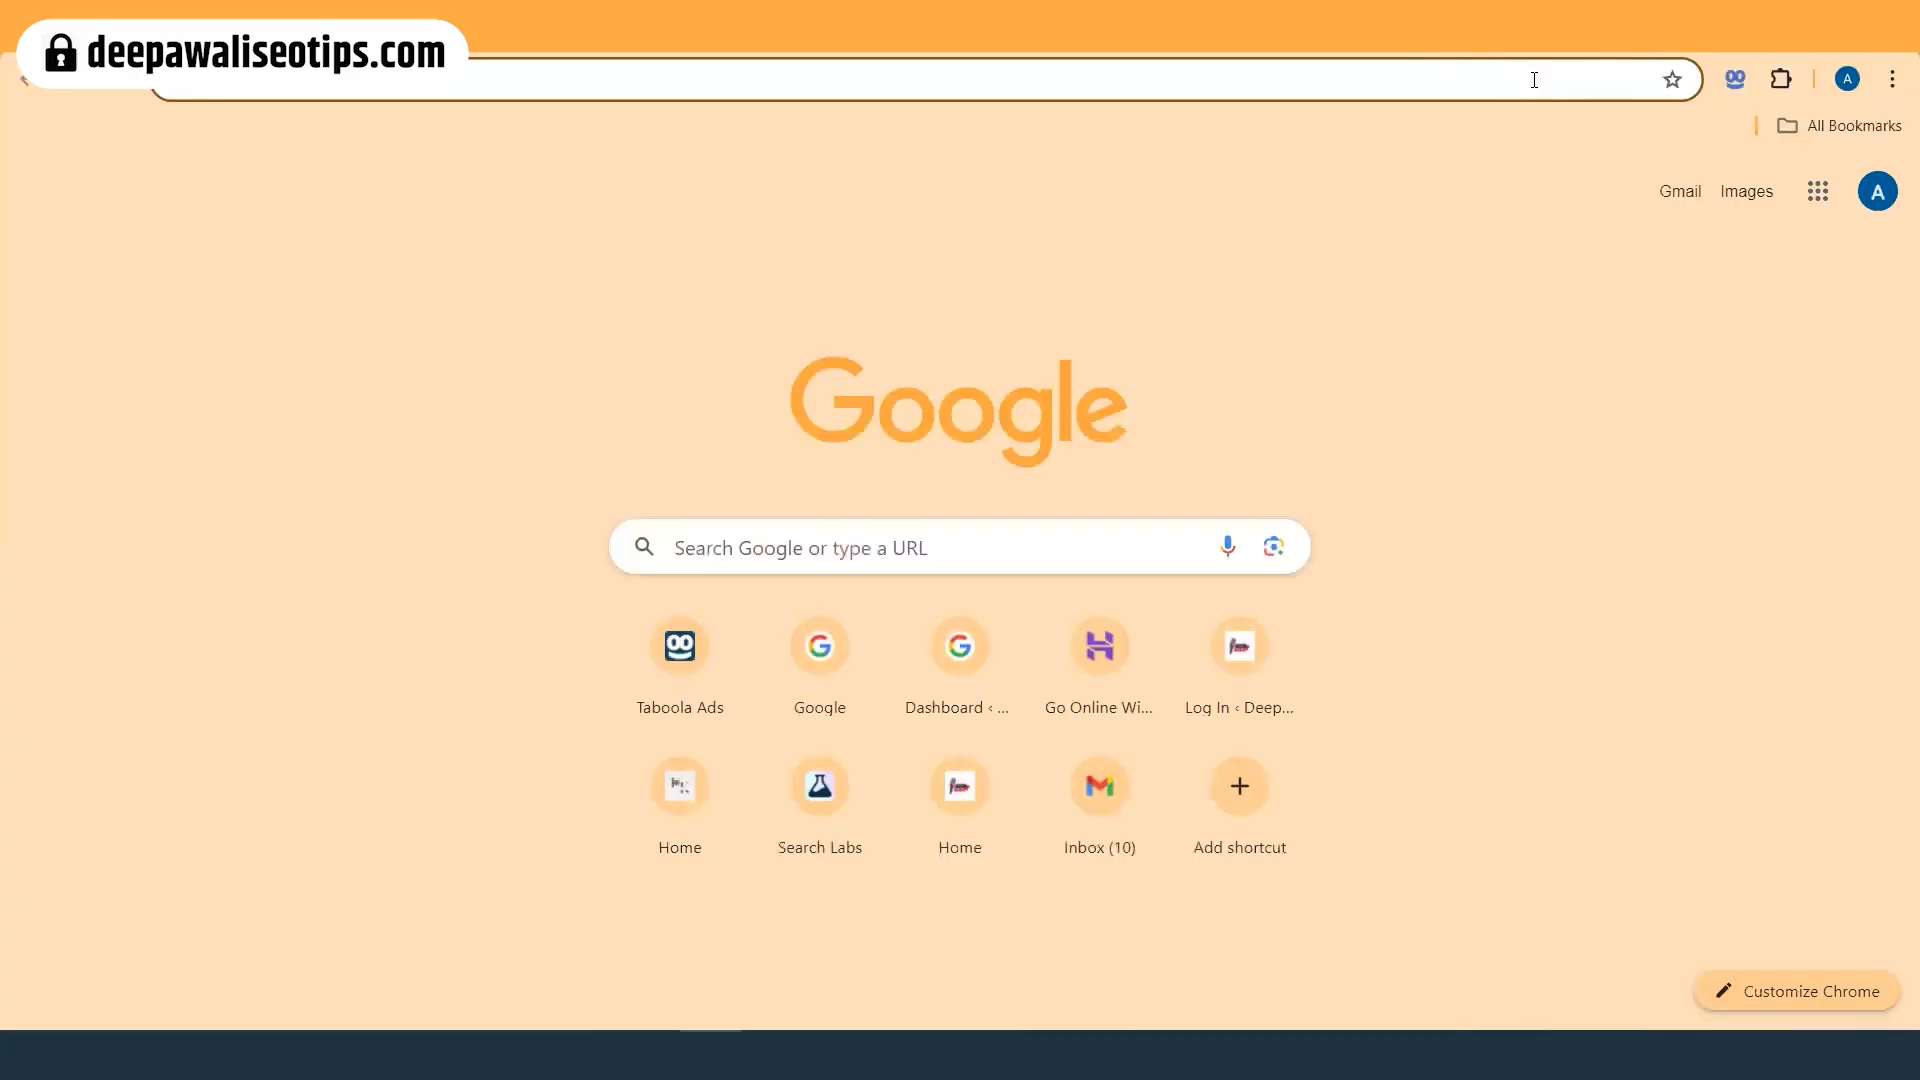 deepawaliseotips.com
A
All Bookmarks
Gmail Images
A
Google
Search Google or type a URL
Taboola Ads Google Dashboard ‹ ... Go Online Wi... Log In ‹ Deep...
Home Search Labs Home Inbox (10) Add shortcut
Customize Chrome